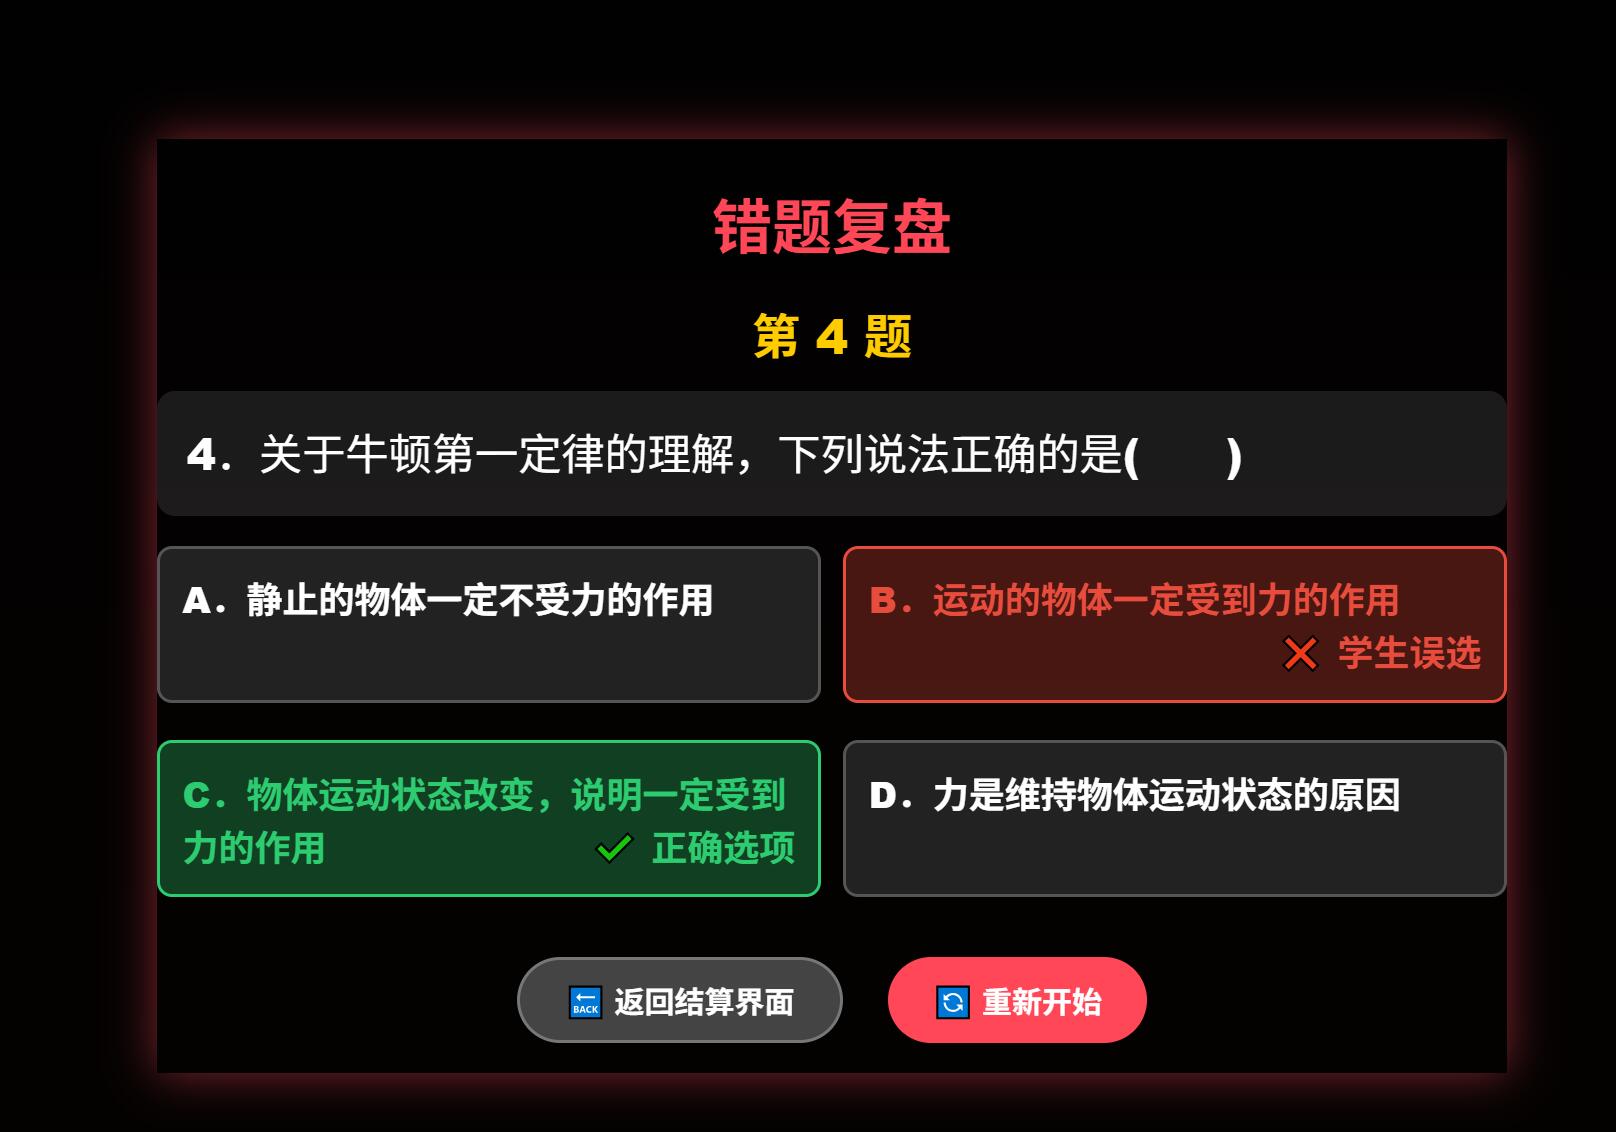 错题复盘
第 4 题
4．关于牛顿第一定律的理解，下列说法正确的是(　　)
A．静止的物体一定不受力的作用
B．运动的物体一定受到力的作用
❌ 学生误选
C．物体运动状态改变，说明一定受到
力的作用 ✔ 正确选项
D．力是维持物体运动状态的原因
BACK 返回结算界面
重新开始